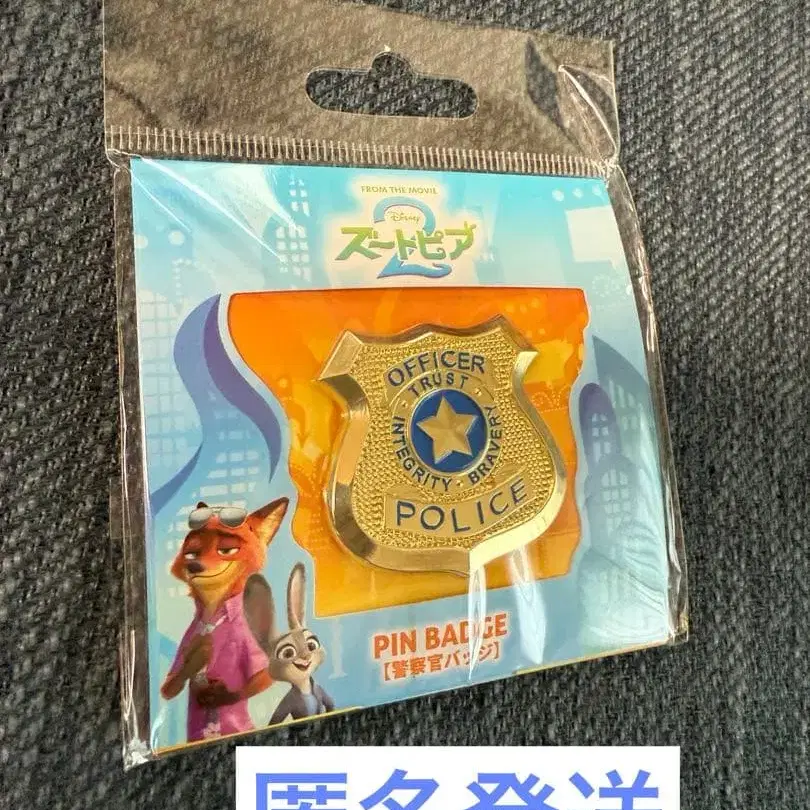 FROM THE MOVIE
Disney
ズートピア
2
OFFICER
TRUST
INTEGRITY • BRAVERY
POLICE
PIN BADGE
【警察官バッジ】
匿名発送